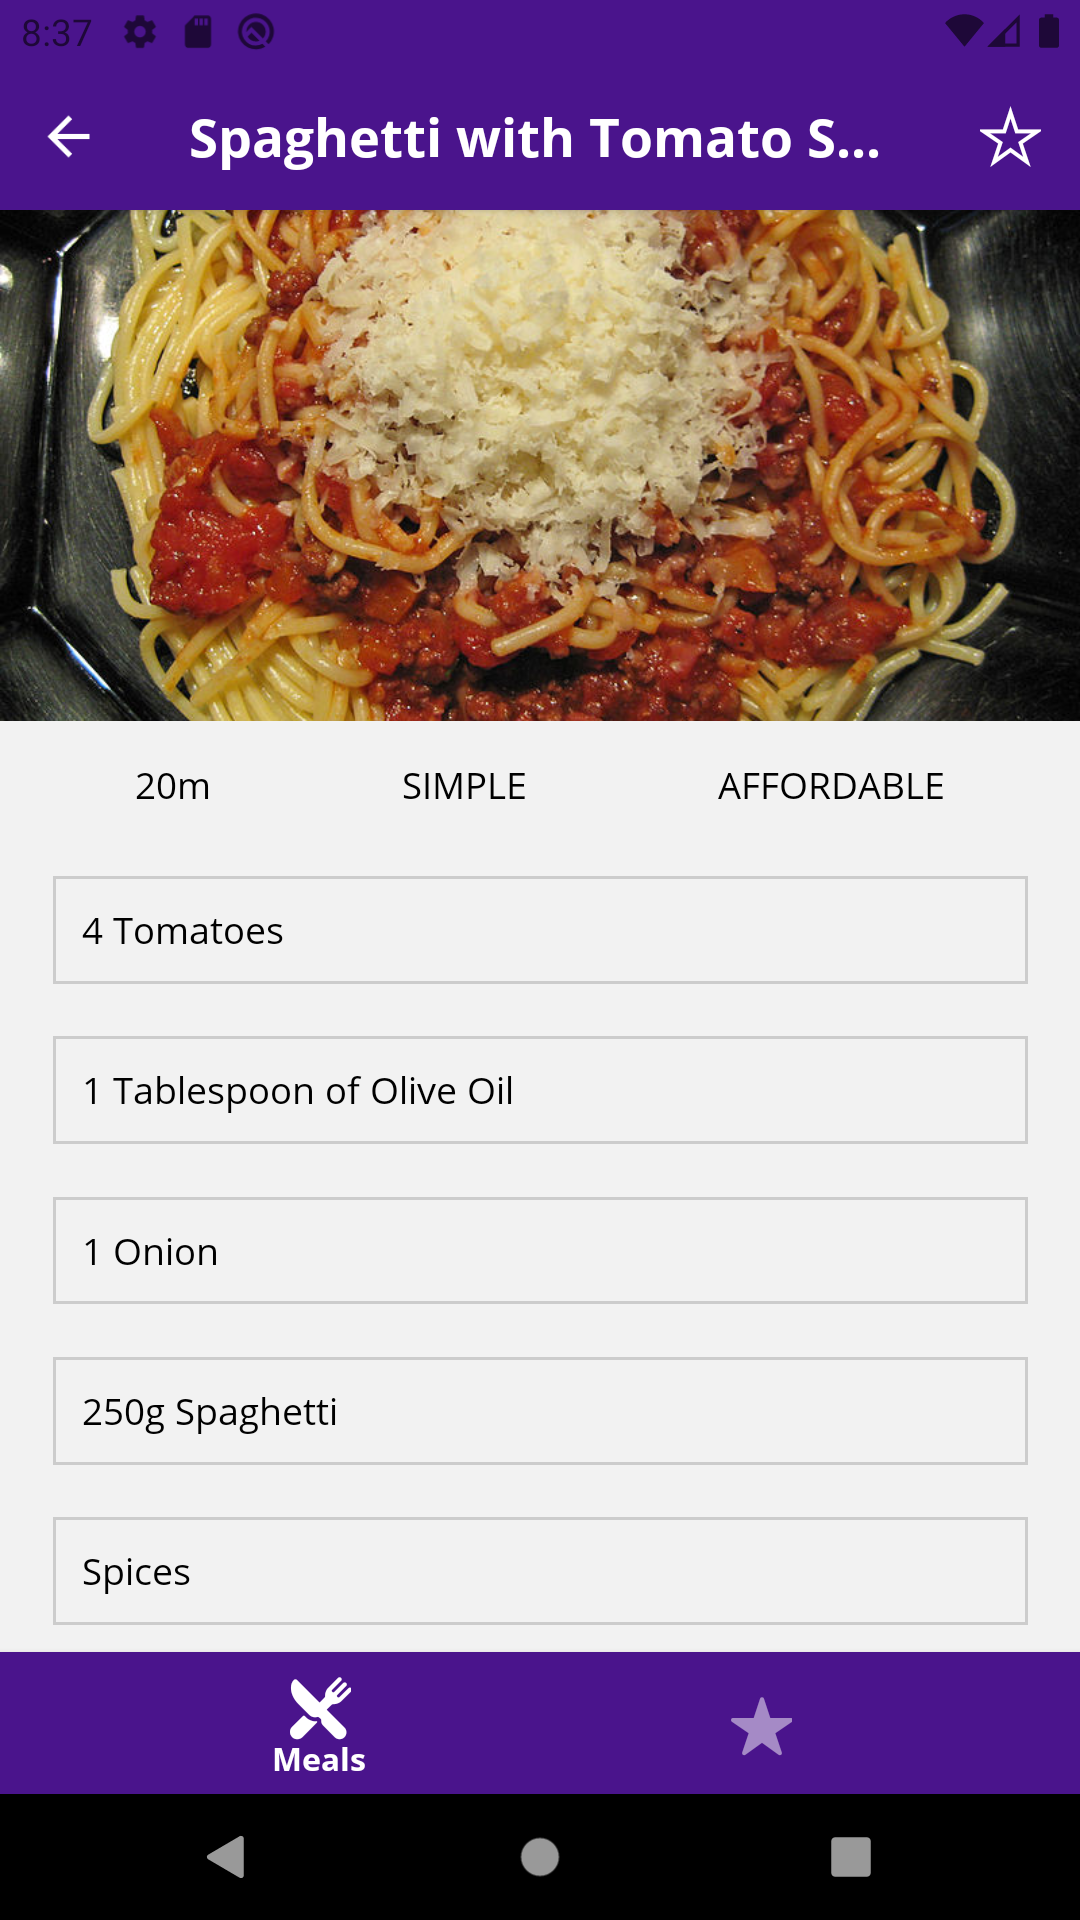 8:37
Spaghetti with Tomato S...
20m SIMPLE AFFORDABLE
4 Tomatoes
1 Tablespoon of Olive Oil
1 Onion
250g Spaghetti
Spices
Meals